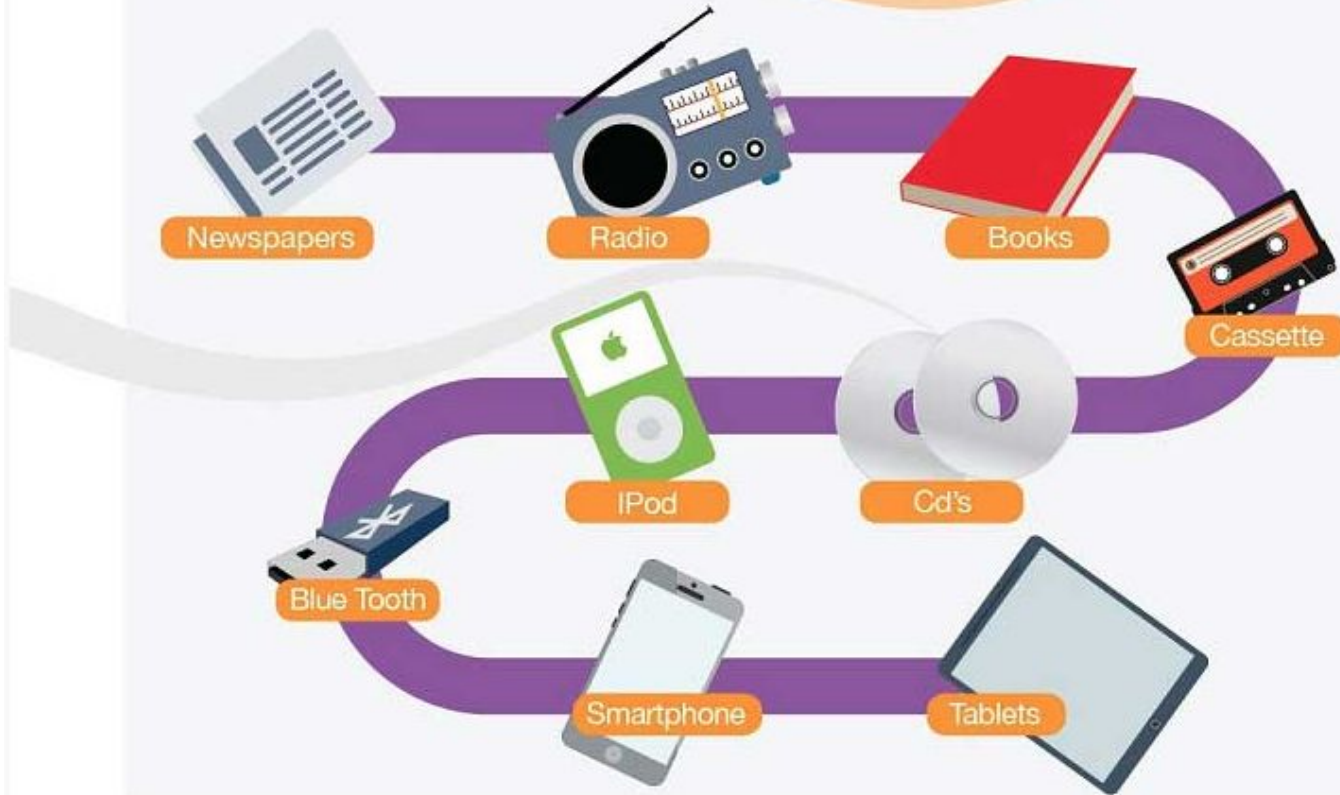 Newspapers
Radio
Books
Cassette
Cd's
IPod
Blue Tooth
Smartphone
Tablets